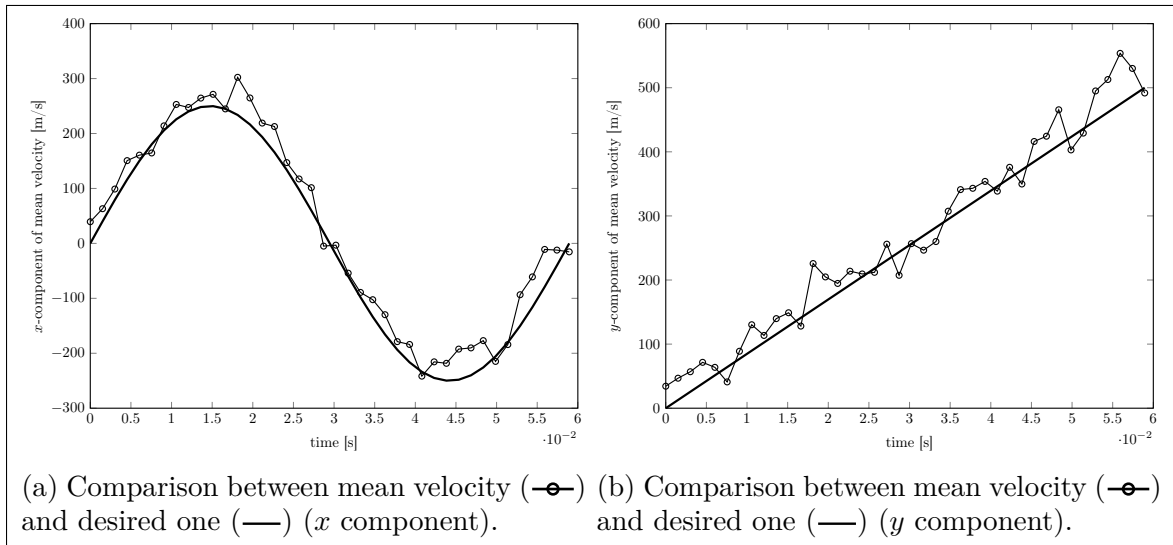 400
300
200
100
0
−100
−200
−300
0 0.5 1 1.5 2 2.5 3 3.5 4 4.5 5 5.5 6
·10−2
time [s]
x-component of mean velocity [m/s]
600
500
400
300
200
100
0
0 0.5 1 1.5 2 2.5 3 3.5 4 4.5 5 5.5 6
·10−2
time [s]
y-component of mean velocity [m/s]
(a) Comparison between mean velocity ( )
and desired one ( ) (x component).
(b) Comparison between mean velocity ( )
and desired one ( ) (y component).